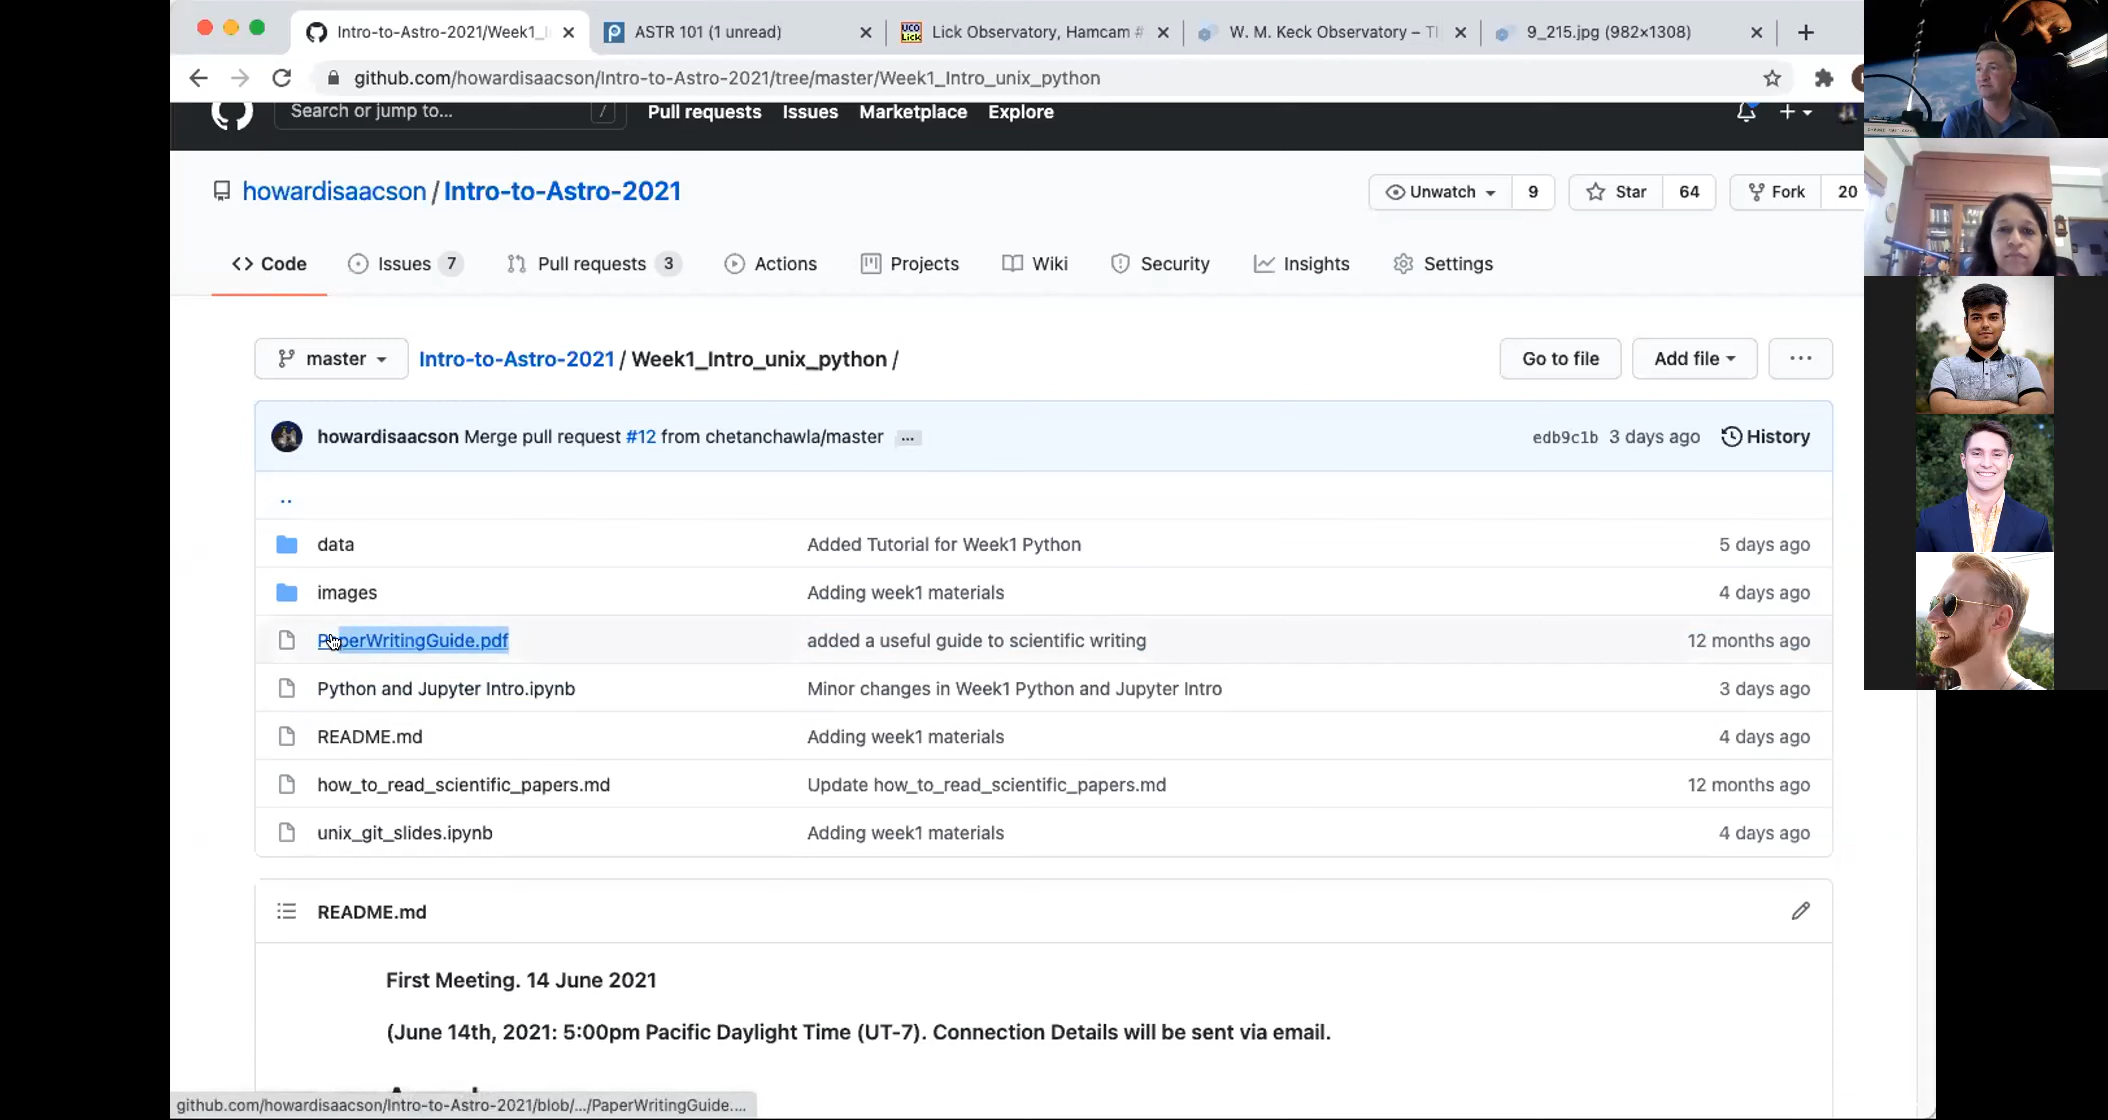 Intro-to-Astro-2021/Week1_I
ASTR 101 (1 unread)
UCO Lick
Lick Observatory, Hamcam #
W. M. Keck Observatory – T
9_215.jpg (982×1308)
github.com/howardisaacson/Intro-to-Astro-2021/tree/master/Week1_Intro_unix_python
Search or jump to... /
Pull requests Issues Marketplace Explore
howardisaacson / Intro-to-Astro-2021
Unwatch 9 Star 64 Fork 20
Code Issues 7 Pull requests 3 Actions Projects Wiki Security Insights Settings
master Intro-to-Astro-2021 / Week1_Intro_unix_python / Go to file Add file ...
howardisaacson Merge pull request #12 from chetanchawla/master ... edb9c1b 3 days ago History
..
data Added Tutorial for Week1 Python 5 days ago
images Adding week1 materials 4 days ago
PaperWritingGuide.pdf added a useful guide to scientific writing 12 months ago
Python and Jupyter Intro.ipynb Minor changes in Week1 Python and Jupyter Intro 3 days ago
README.md Adding week1 materials 4 days ago
how_to_read_scientific_papers.md Update how_to_read_scientific_papers.md 12 months ago
unix_git_slides.ipynb Adding week1 materials 4 days ago
README.md
First Meeting. 14 June 2021
(June 14th, 2021: 5:00pm Pacific Daylight Time (UT-7). Connection Details will be sent via email.
github.com/howardisaacson/Intro-to-Astro-2021/blob/.../PaperWritingGuide....